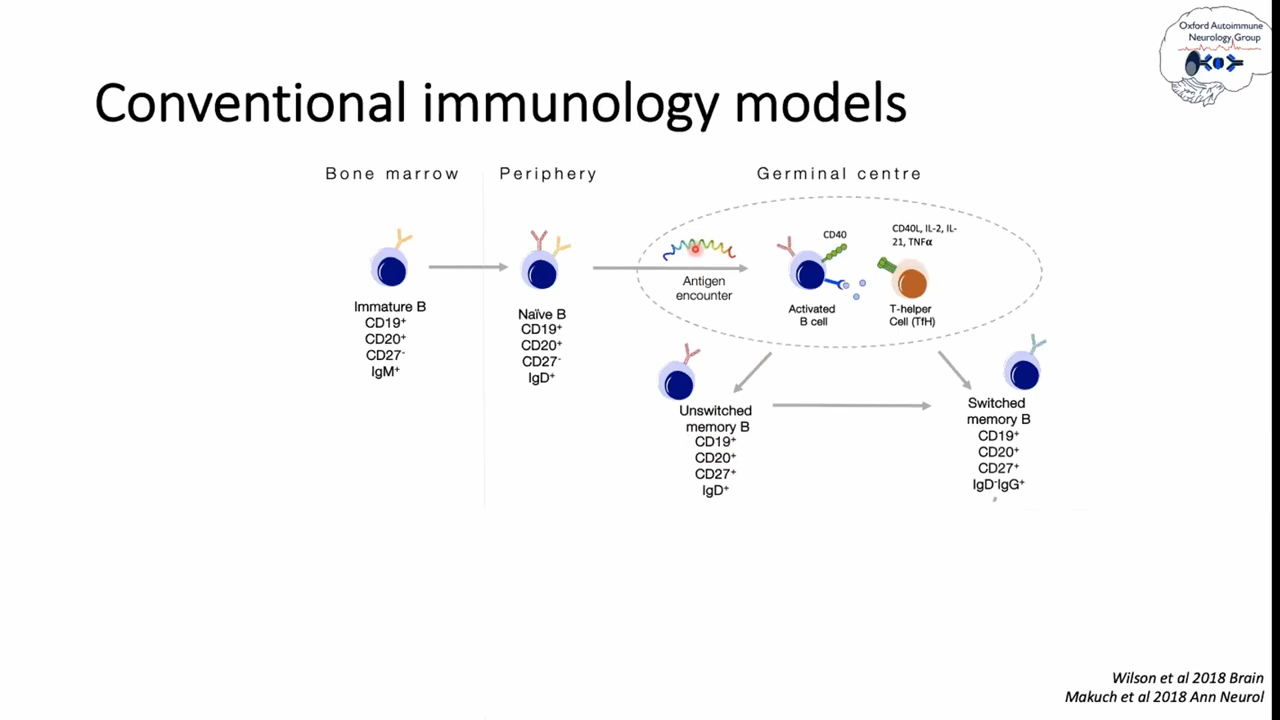 Oxford Autoimmune
Neurology Group
Conventional immunology models
Bone marrow
Periphery
Germinal centre
Immature B
CD19⁺
CD20⁺
CD27⁻
IgM⁺
Naïve B
CD19⁺
CD20⁺
CD27⁻
IgD⁺
Antigen
encounter
CD40
Activated
B cell
CD40L, IL-2, IL-
21, TNFα
T-helper
Cell (TfH)
Unswitched
memory B
CD19⁺
CD20⁺
CD27⁺
IgD⁺
Switched
memory B
CD19⁺
CD20⁺
CD27⁺
IgD⁻IgG⁺
Wilson et al 2018 Brain
Makuch et al 2018 Ann Neurol